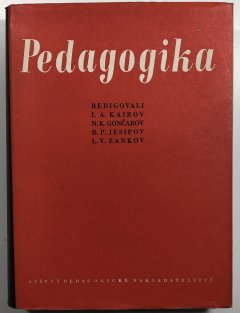 Pedagogika
REDIGOVALI
I. A. KAIROV
N. K. GONČAROV
B. P. JESIPOV
L. V. ZANKOV
STÁTNÍ PEDAGOGICKÉ NAKLADATELSTVÍ